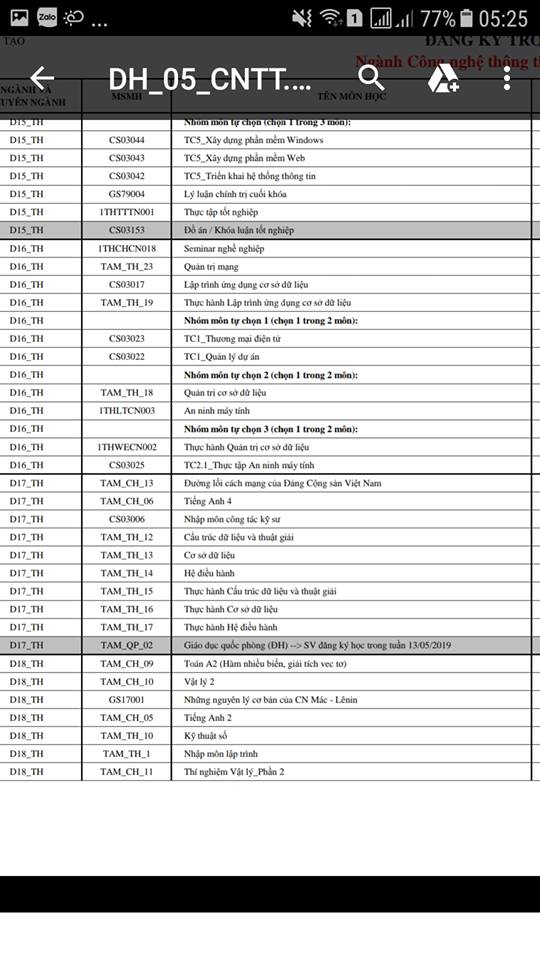 Zalo ... 1 77% 05:25
TẠO ĐĂNG KÝ TRƯ
Ngành Công nghệ thông ti
DH_05_CNTT....
NGÀNH VÀ
UYÊN NGÀNH MSMH TÊN MÔN HỌC
D15_TH Nhóm môn tự chọn (chọn 1 trong 3 môn):
D15_TH CS03044 TC5_Xây dựng phần mềm Windows
D15_TH CS03043 TC5_Xây dựng phần mềm Web
D15_TH CS03042 TC5_Triển khai hệ thống thông tin
D15_TH GS79004 Lý luận chính trị cuối khóa
D15_TH 1THTTTN001 Thực tập tốt nghiệp
D15_TH CS03153 Đồ án / Khóa luận tốt nghiệp
D16_TH 1THCHCN018 Seminar nghề nghiệp
D16_TH TAM_TH_23 Quản trị mạng
D16_TH CS03017 Lập trình ứng dụng cơ sở dữ liệu
D16_TH TAM_TH_19 Thực hành Lập trình ứng dụng cơ sở dữ liệu
D16_TH Nhóm môn tự chọn 1 (chọn 1 trong 2 môn):
D16_TH CS03023 TC1_Thương mại điện tử
D16_TH CS03022 TC1_Quản lý dự án
D16_TH Nhóm môn tự chọn 2 (chọn 1 trong 2 môn):
D16_TH TAM_TH_18 Quản trị cơ sở dữ liệu
D16_TH 1THLTCN003 An ninh máy tính
D16_TH Nhóm môn tự chọn 3 (chọn 1 trong 2 môn):
D16_TH 1THWECN002 Thực hành Quản trị cơ sở dữ liệu
D16_TH CS03025 TC2.1_Thực tập An ninh máy tính
D17_TH TAM_CH_13 Đường lối cách mạng của Đảng Cộng sản Việt Nam
D17_TH TAM_CH_06 Tiếng Anh 4
D17_TH CS03006 Nhập môn công tác kỹ sư
D17_TH TAM_TH_12 Cấu trúc dữ liệu và thuật giải
D17_TH TAM_TH_13 Cơ sở dữ liệu
D17_TH TAM_TH_14 Hệ điều hành
D17_TH TAM_TH_15 Thực hành Cấu trúc dữ liệu và thuật giải
D17_TH TAM_TH_16 Thực hành Cơ sở dữ liệu
D17_TH TAM_TH_17 Thực hành Hệ điều hành
D17_TH TAM_QP_02 Giáo dục quốc phòng (ĐH) --> SV đăng ký học trong tuần 13/05/2019
D18_TH TAM_CH_09 Toán A2 (Hàm nhiều biến, giải tích vec tơ)
D18_TH TAM_CH_10 Vật lý 2
D18_TH GS17001 Những nguyên lý cơ bản của CN Mác - Lênin
D18_TH TAM_CH_05 Tiếng Anh 2
D18_TH TAM_TH_10 Kỹ thuật số
D18_TH TAM_TH_1 Nhập môn lập trình
D18_TH TAM_CH_11 Thí nghiệm Vật lý_Phần 2